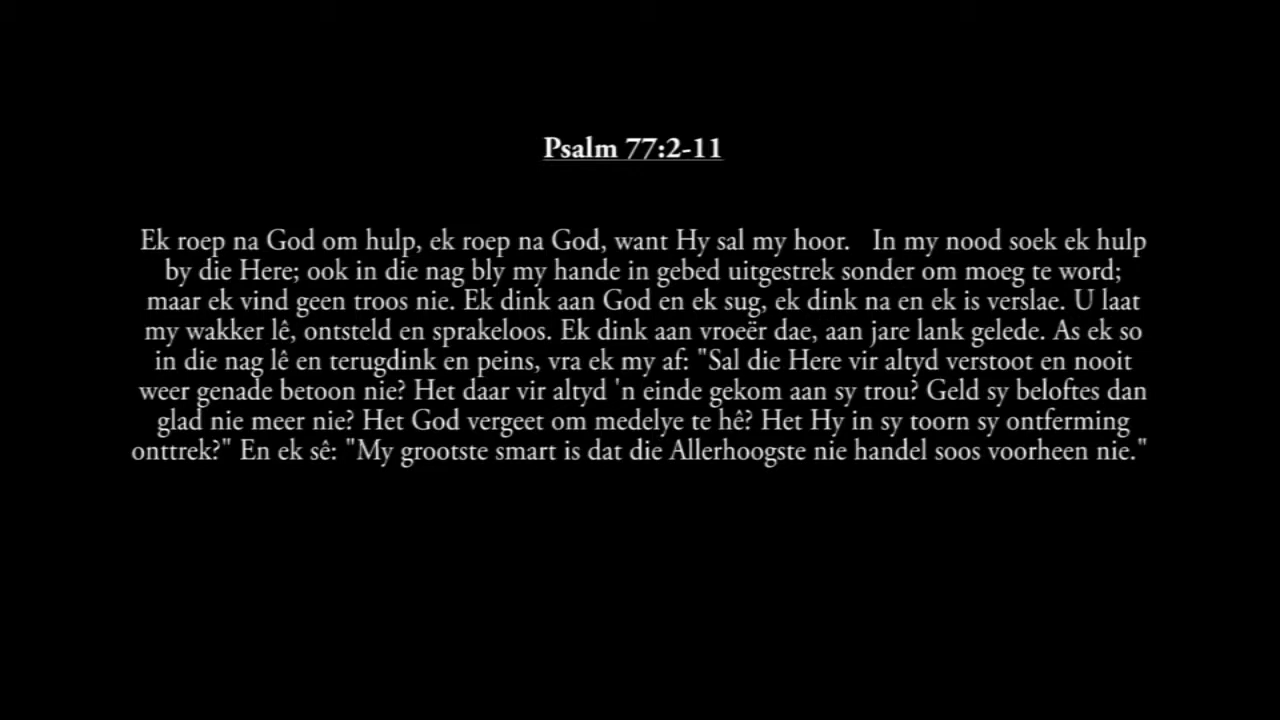 Psalm 77:2-11
Ek roep na God om hulp, ek roep na God, want Hy sal my hoor. In my nood soek ek hulp
by die Here; ook in die nag bly my hande in gebed uitgestrek sonder om moeg te word;
maar ek vind geen troos nie. Ek dink aan God en ek sug, ek dink na en ek is verslae. U laat
my wakker lê, ontsteld en sprakeloos. Ek dink aan vroeër dae, aan jare lank gelede. As ek so
in die nag lê en terugdink en peins, vra ek my af: "Sal die Here vir altyd verstoot en nooit
weer genade betoon nie? Het daar vir altyd 'n einde gekom aan sy trou? Geld sy beloftes dan
glad nie meer nie? Het God vergeet om medelye te hê? Het Hy in sy toorn sy ontferming
onttrek?" En ek sê: "My grootste smart is dat die Allerhoogste nie handel soos voorheen nie."